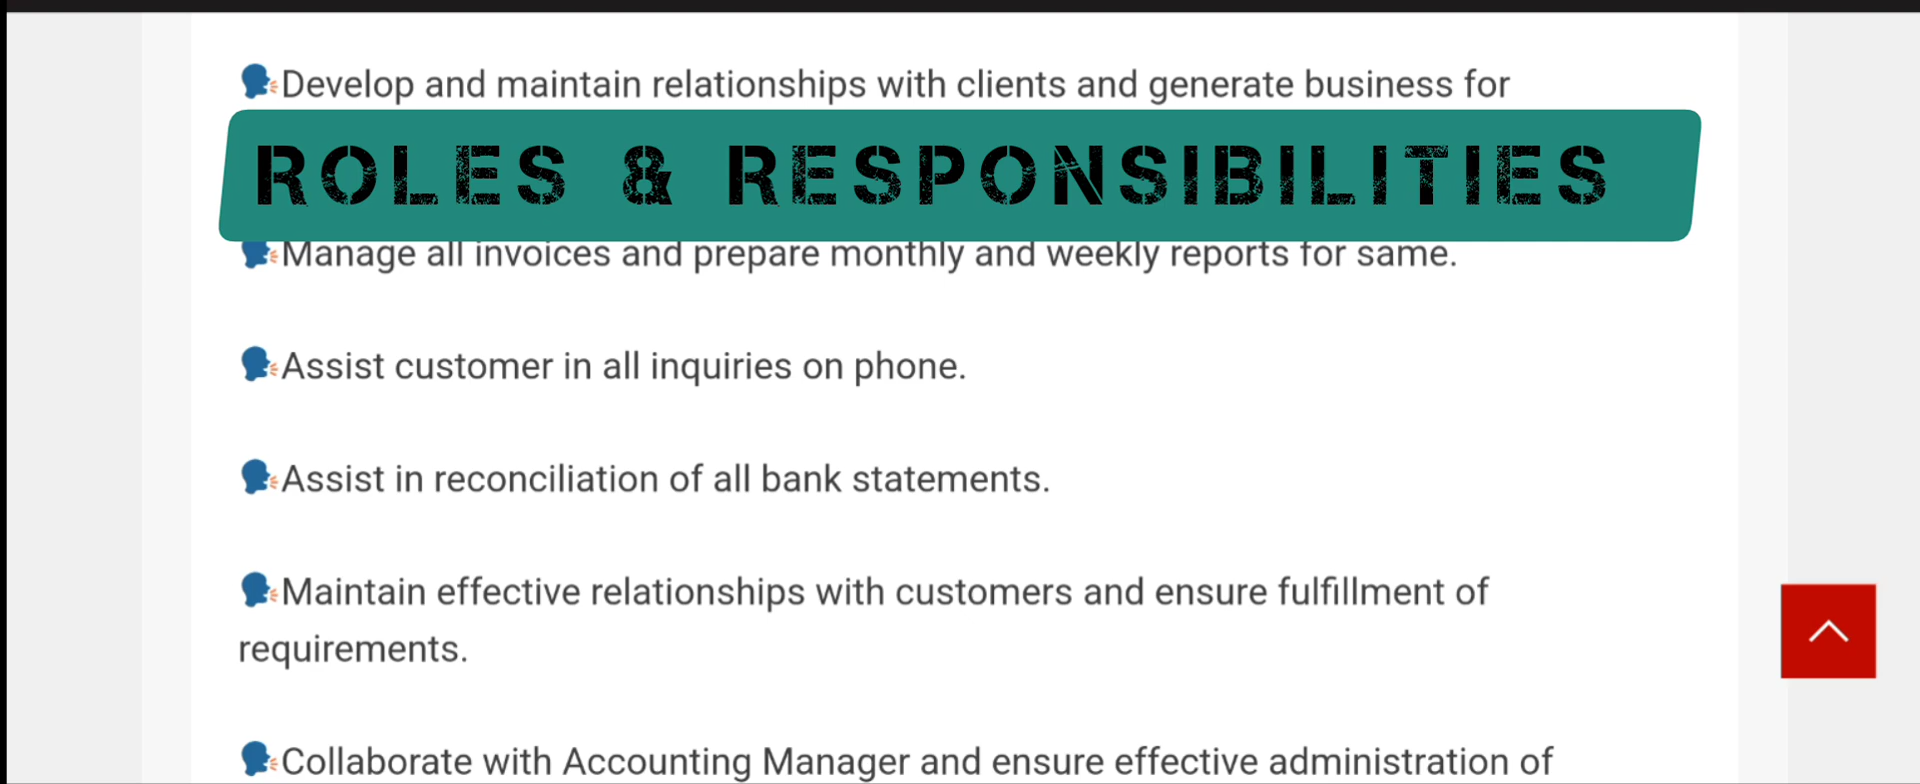 Develop and maintain relationships with clients and generate business for
ROLES & RESPONSIBILITIES
Manage all invoices and prepare monthly and weekly reports for same.
Assist customer in all inquiries on phone.
Assist in reconciliation of all bank statements.
Maintain effective relationships with customers and ensure fulfillment of
requirements.
Collaborate with Accounting Manager and ensure effective administration of